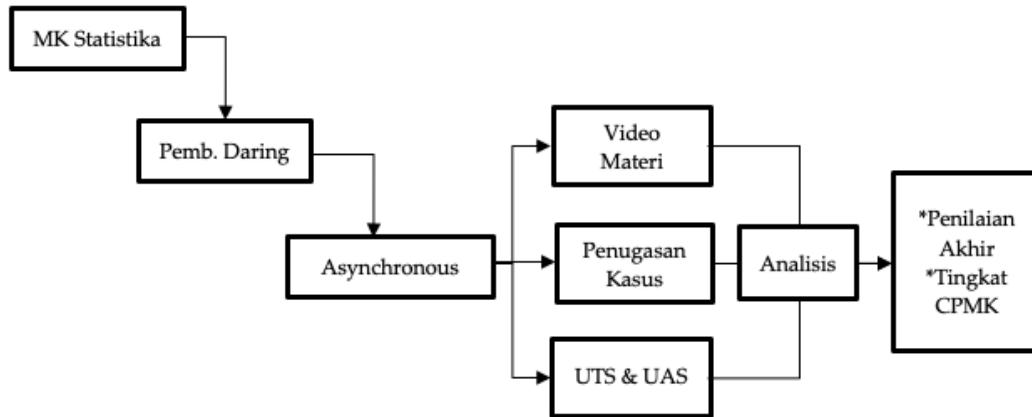 MK Statistika
Pemb. Daring
Asynchronous
Video
Materi
Penugasan
Kasus
UTS & UAS
Analisis
*Penilaian
Akhir
*Tingkat
CPMK